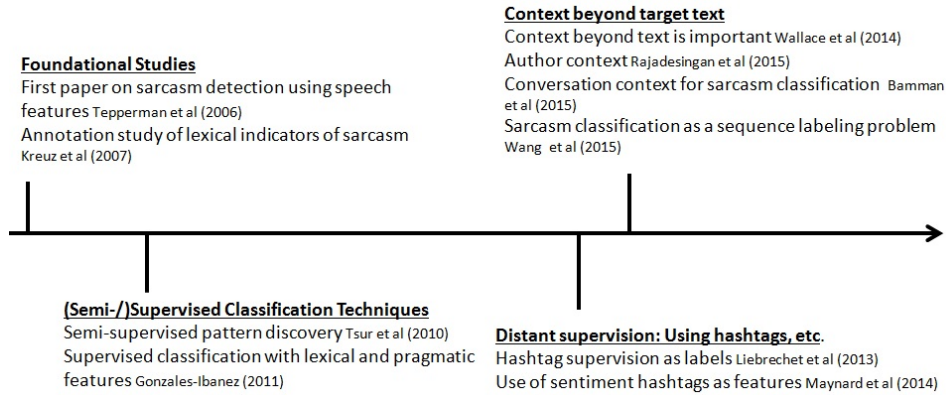 Foundational Studies
First paper on sarcasm detection using speech
features Tepperman et al (2006)
Annotation study of lexical indicators of sarcasm
Kreuz et al (2007)
Context beyond target text
Context beyond text is important Wallace et al (2014)
Author context Rajadesingan et al (2015)
Conversation context for sarcasm classification Bamman
et al (2015)
Sarcasm classification as a sequence labeling problem
Wang et al (2015)
(Semi-/)Supervised Classification Techniques
Semi-supervised pattern discovery Tsur et al (2010)
Supervised classification with lexical and pragmatic
features Gonzales-Ibanez (2011)
Distant supervision: Using hashtags, etc.
Hashtag supervision as labels Liebrechet et al (2013)
Use of sentiment hashtags as features Maynard et al (2014)